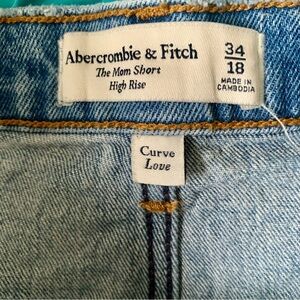 Abercrombie & Fitch
The Mom Short
High Rise
34
18
MADE IN
CAMBODIA
Curve
Love